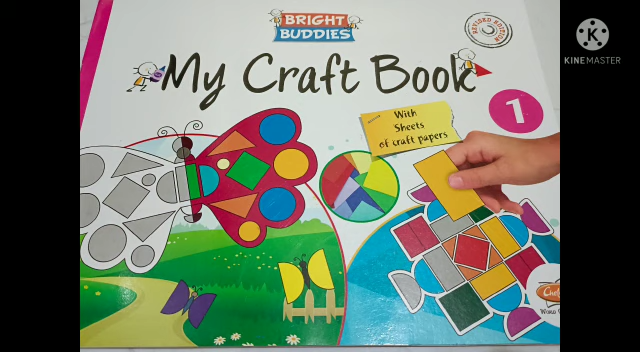 BRIGHT
BUDDIES
REVISED EDITION
My Craft Book
1
With
Sheets
of craft papers
KINEMASTER